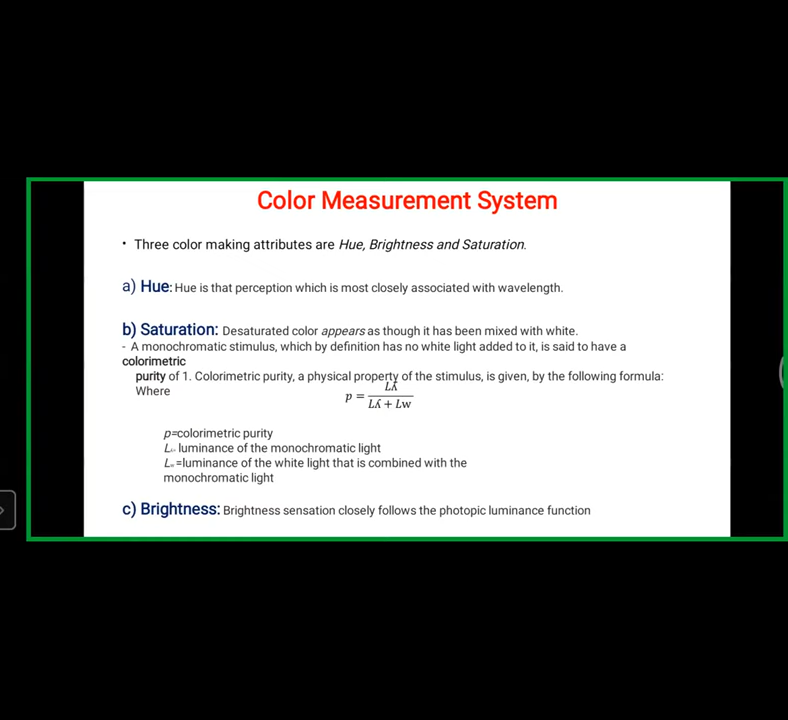 Color Measurement System
• Three color making attributes are Hue, Brightness and Saturation.
a) Hue: Hue is that perception which is most closely associated with wavelength.
b) Saturation: Desaturated color appears as though it has been mixed with white.
- A monochromatic stimulus, which by definition has no white light added to it, is said to have a
colorimetric
purity of 1. Colorimetric purity, a physical property of the stimulus, is given, by the following formula:
Where
p = Lʎ / Lʎ + Lw
p=colorimetric purity
L luminance of the monochromatic light
Lw =luminance of the white light that is combined with the
monochromatic light
c) Brightness: Brightness sensation closely follows the photopic luminance function